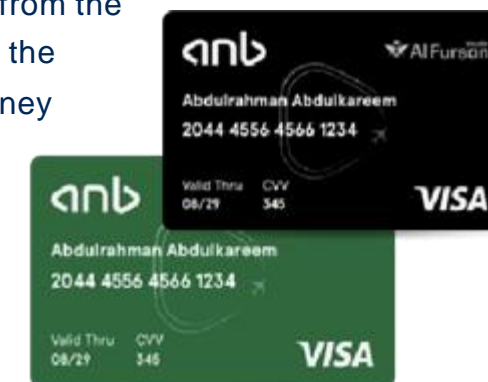 from the
the
ney
anb
AlFursan
Abdulrahman Abdulkareem
2044 4556 4566 1234
Valid Thru CVV
08/29 345
VISA
anb
Abdulrahman Abdulkareem
2044 4556 4566 1234
Valid Thru CVV
08/29 345
VISA